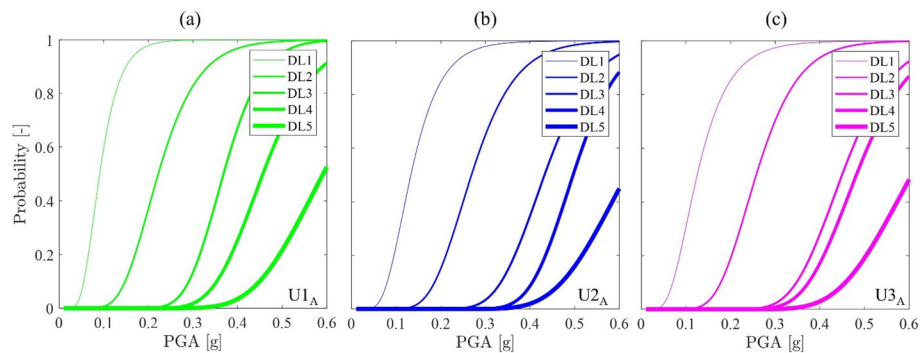 (a)
Probability [-]
1
0.8
0.6
0.4
0.2
0
DL1
DL2
DL3
DL4
DL5
U1A
0
0.1
0.2
0.3
0.4
0.5
0.6
PGA [g]
(b)
DL1
DL2
DL3
DL4
DL5
U2A
0.1
0.2
0.3
0.4
0.5
0.6
PGA [g]
(c)
DL1
DL2
DL3
DL4
DL5
U3A
0
0.1
0.2
0.3
0.4
0.5
0.6
PGA [g]